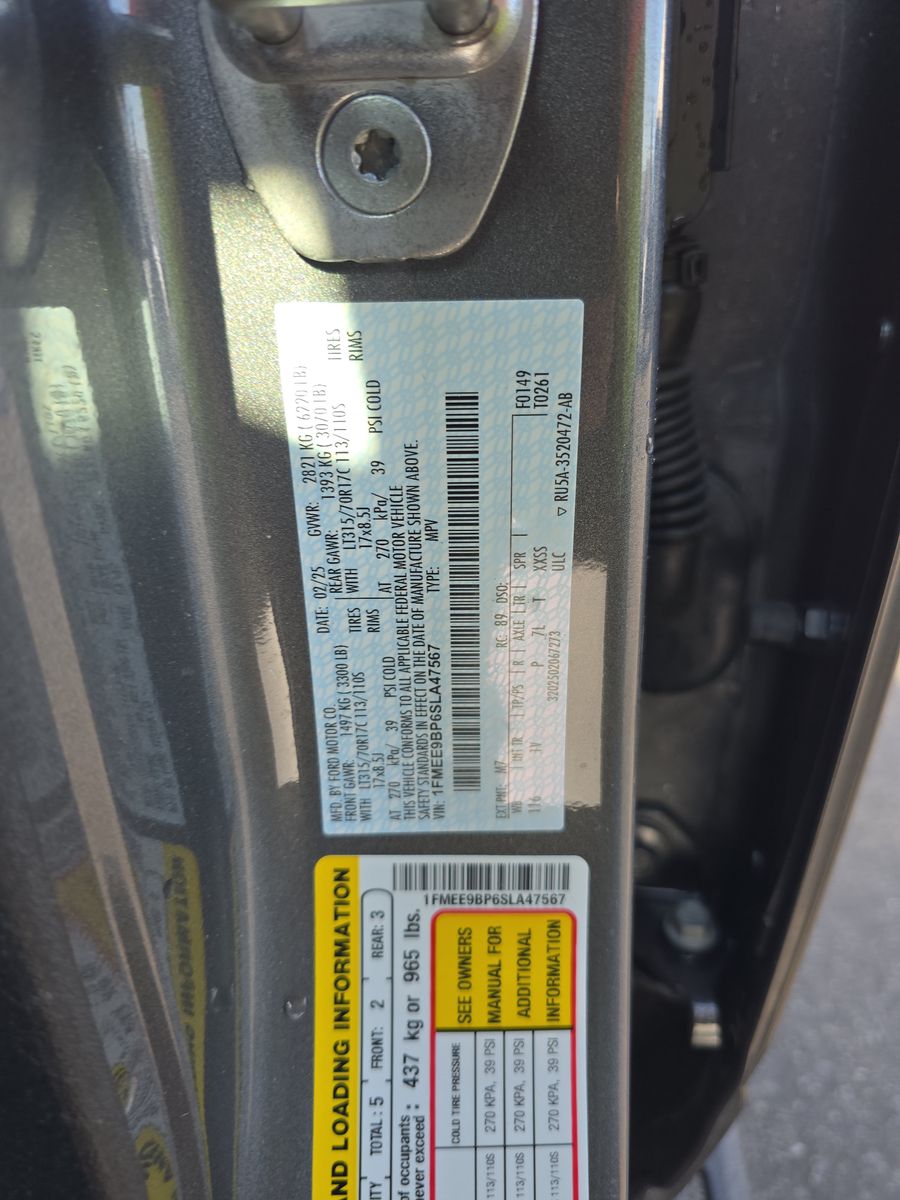 MFD. BY FORD MOTOR CO.
DATE: 02/25 GVWR: 2821 KG ( 6220 LB)
FRONT GAWR: 1497 KG ( 3300 LB) REAR GAWR: 1393 KG ( 3070 LB)
WITH LT315/70R17C 113/110S TIRES WITH LT315/70R17C 113/110S TIRES
17x8.5J RIMS 17x8.5J RIMS
AT 270 kPa/ 39 PSI COLD AT 270 kPa/ 39 PSI COLD
THIS VEHICLE CONFORMS TO ALL APPLICABLE FEDERAL MOTOR VEHICLE
SAFETY STANDARDS IN EFFECT ON THE DATE OF MANUFACTURE SHOWN ABOVE.
VIN: 1FMEE9BP6SLA47567 TYPE: MPV
EXT PNT: M7 RC: 89 DSO: F0149
WB INT TR TP/PS R AXLE TR SPR T0261
116 P 7L T XXSS
3202502067273 ULC
▽ RU5A-3520472-AB
AND LOADING INFORMATION
TOTAL : 5 FRONT: 2 REAR: 3
of occupants
never exceed : 437 kg or 965 lbs.
1FMEE9BP6SLA47567
COLD TIRE PRESSURE
SEE OWNERS
MANUAL FOR
ADDITIONAL
INFORMATION
113/110S 270 KPA, 39 PSI
113/110S 270 KPA, 39 PSI
113/110S 270 KPA, 39 PSI